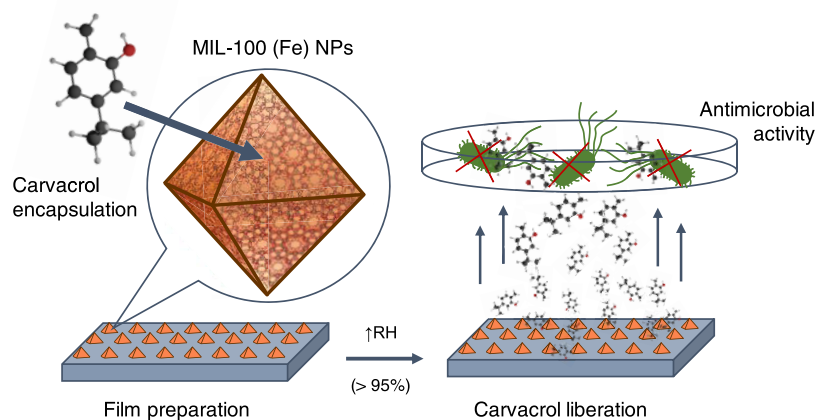 MIL-100 (Fe) NPs
Carvacrol
encapsulation
Film preparation
↑RH
(> 95%)
Antimicrobial
activity
Carvacrol liberation